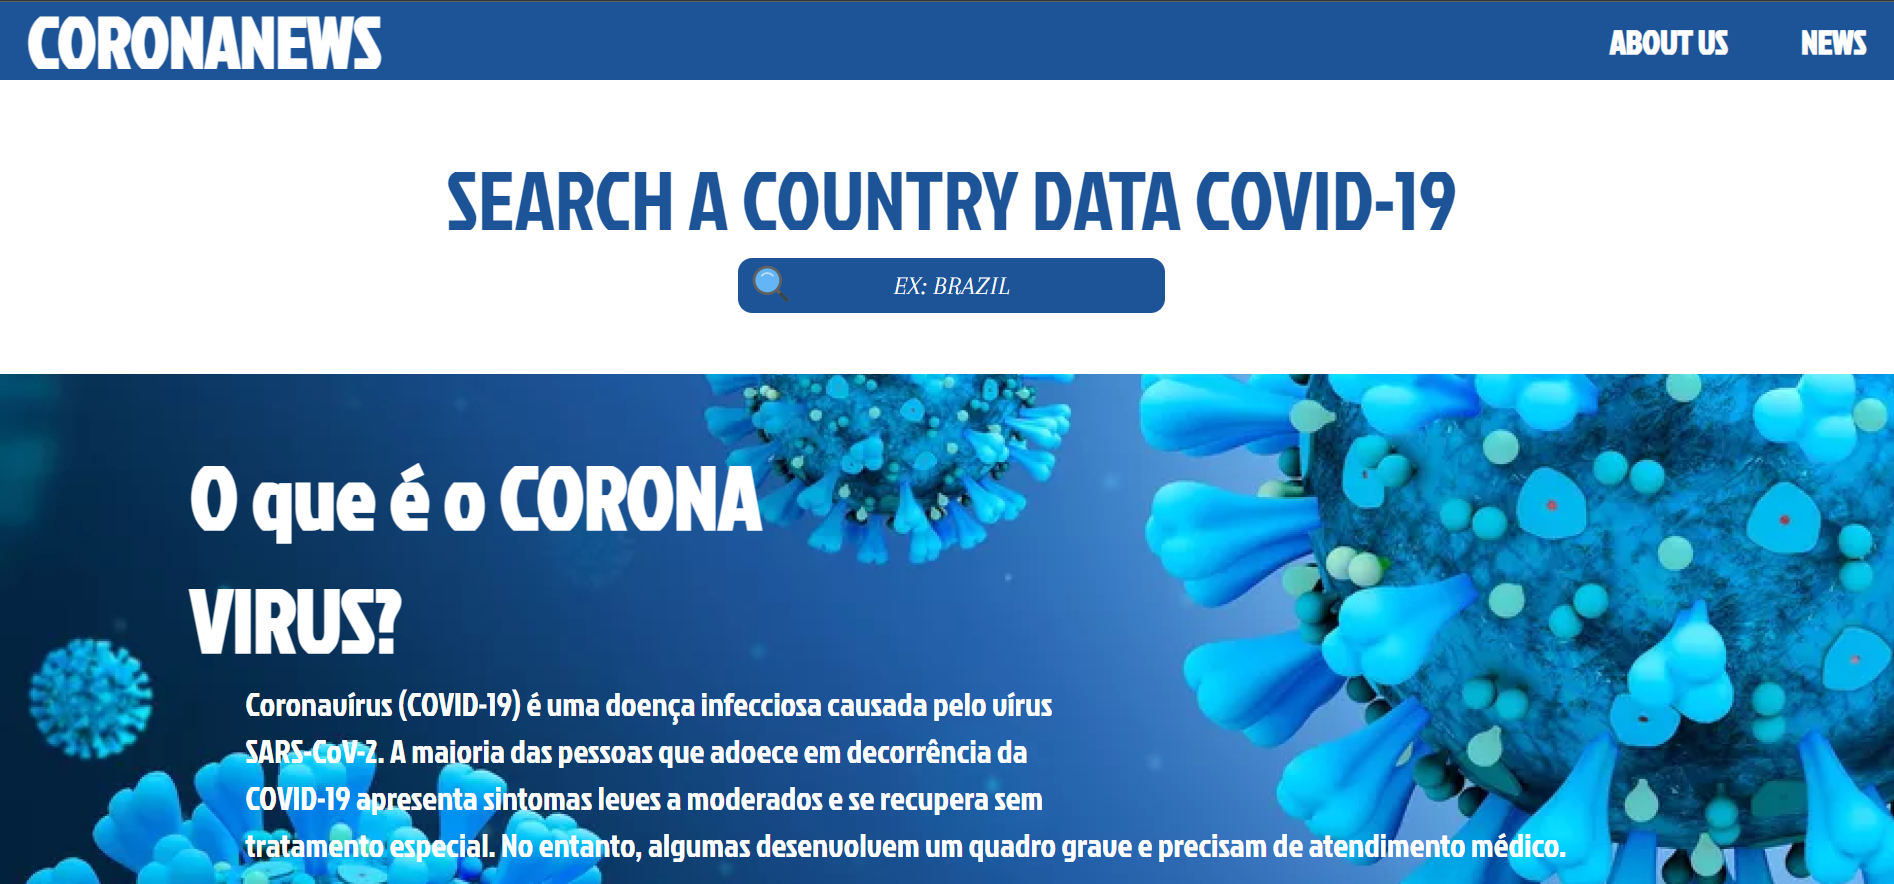 CORONANEWS
ABOUT US
NEWS
SEARCH A COUNTRY DATA COVID-19
EX: BRAZIL
O que é o CORONA
VIRUS?
Coronavírus (COVID-19) é uma doença infecciosa causada pelo vírus
SARS-CoV-2. A maioria das pessoas que adoece em decorrência da
COVID-19 apresenta sintomas leves a moderados e se recupera sem
tratamento especial. No entanto, algumas desenvolvem um quadro grave e precisam de atendimento médico.